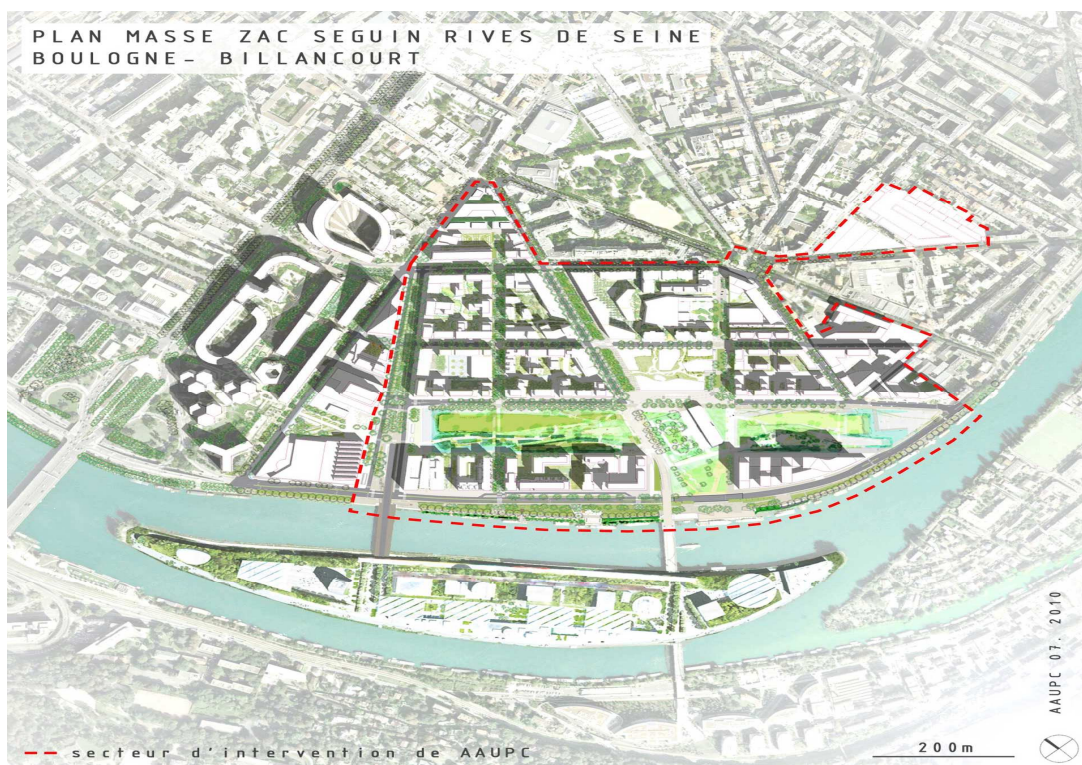 PLAN MASSE ZAC SEGUIN RIVES DE SEINE
BOULOGNE- BILLANCOURT
AAUPC 07. 2010
secteur d'intervention de AAUPC
200m